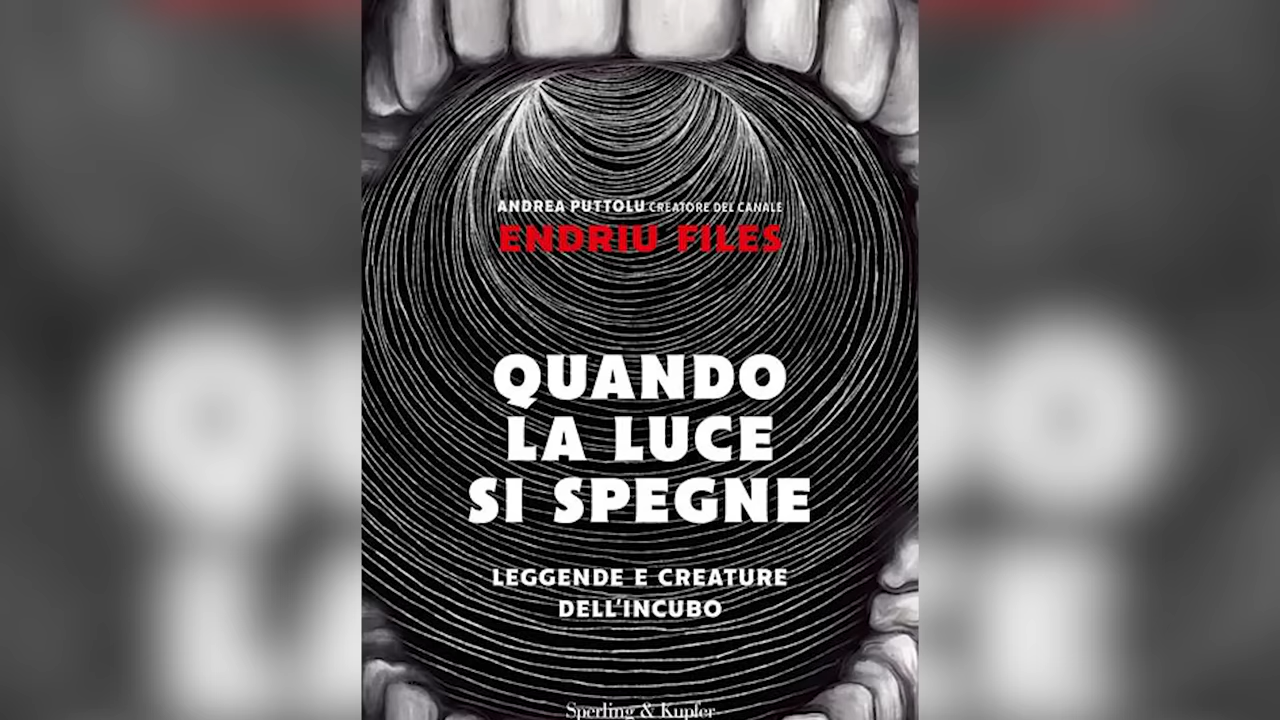 ANDREA PUTTOLU CREATORE DEL CANALE
ENDRIU FILES
QUANDO
LA LUCE
SI SPEGNE
LEGGENDE E CREATURE
DELL'INCUBO
Sperling & Kupfer